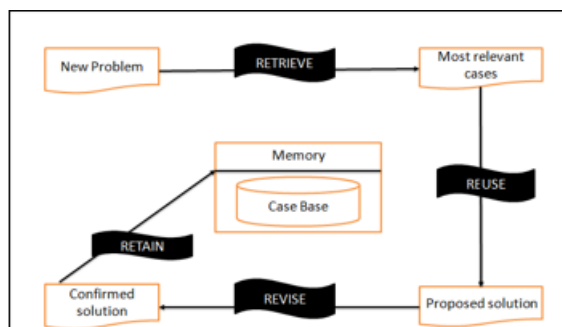 New Problem
RETRIEVE
Most relevant
cases
Memory
Case Base
REUSE
RETAIN
Confirmed
solution
REVISE
Proposed solution